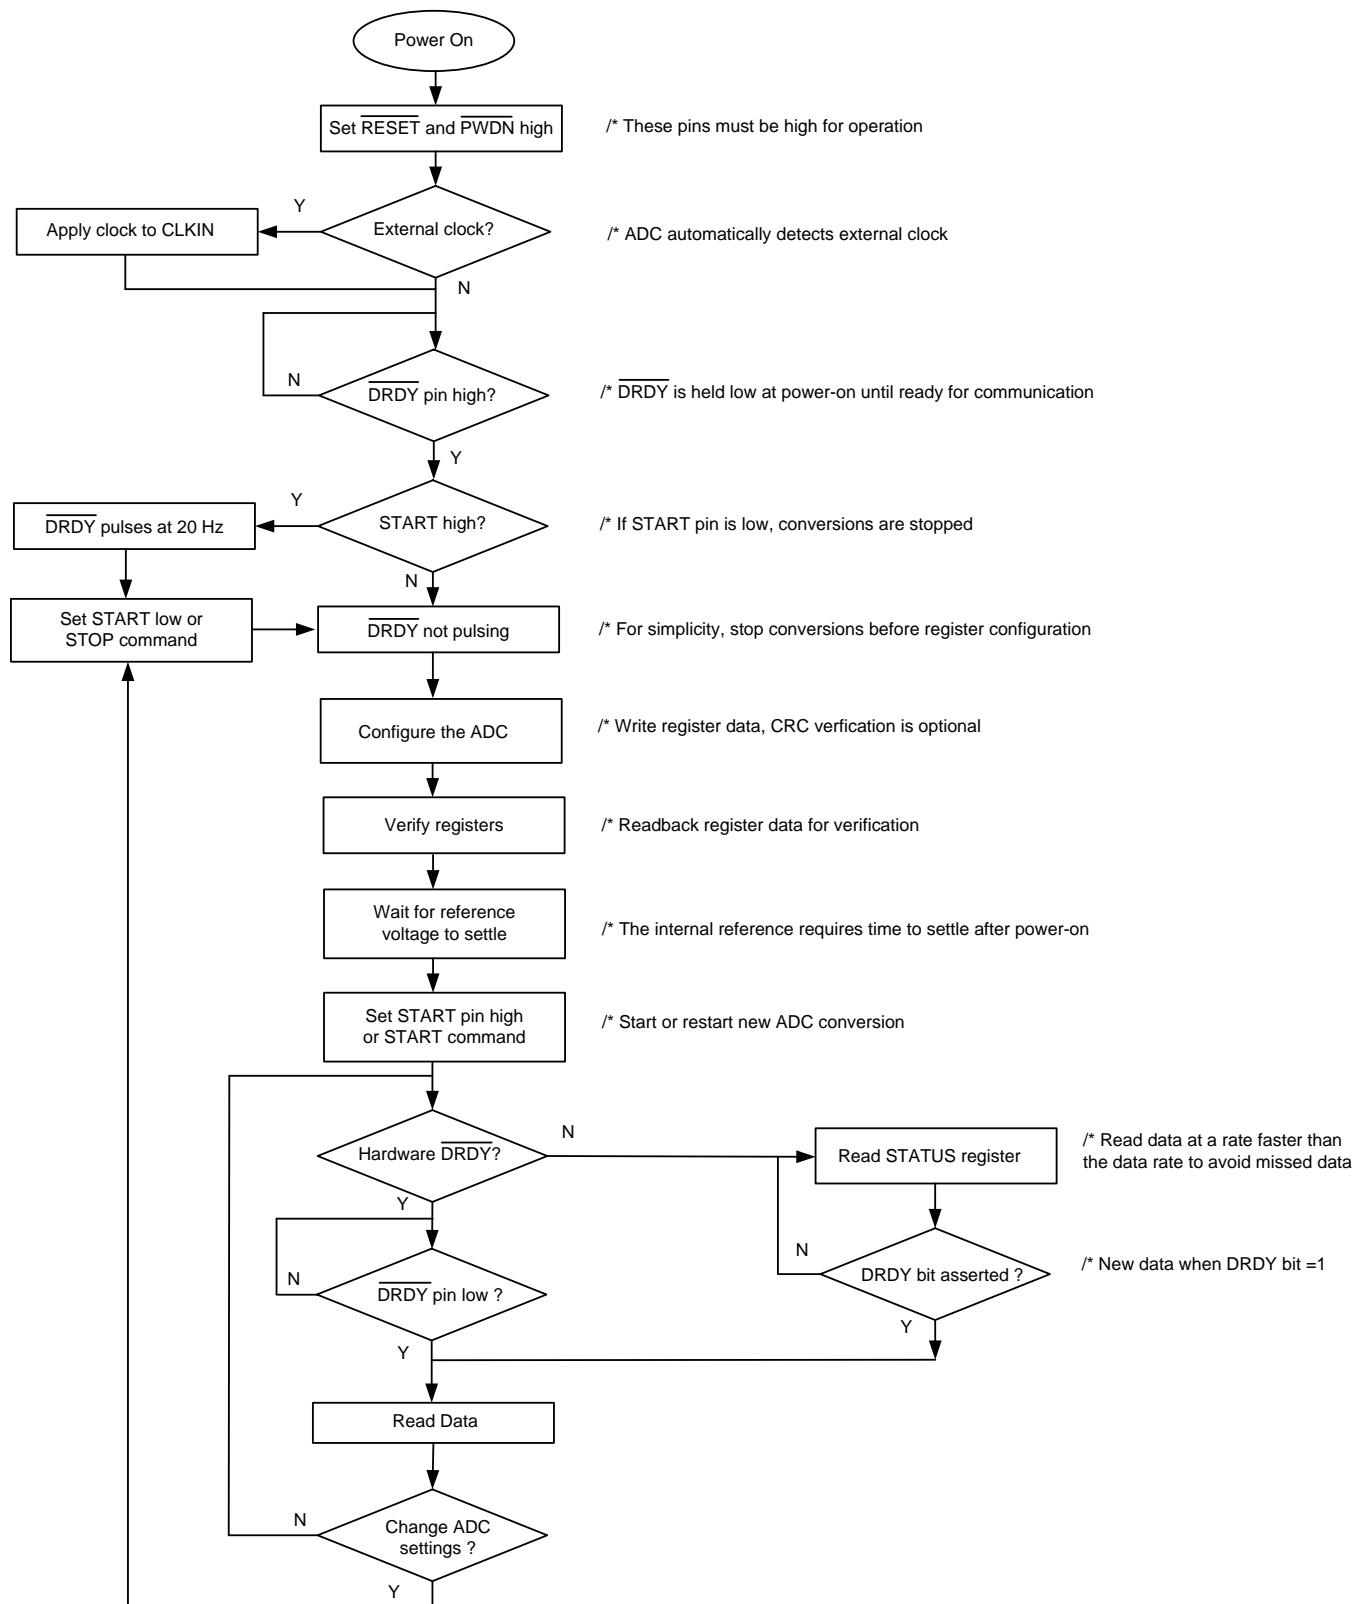 Power On
Set RESET and PWDN high
/* These pins must be high for operation
Y
Apply clock to CLKIN
External clock?
/* ADC automatically detects external clock
N
N
DRDY pin high?
/* DRDY is held low at power-on until ready for communication
Y
Y
DRDY pulses at 20 Hz
START high?
/* If START pin is low, conversions are stopped
N
Set START low or
STOP command
DRDY not pulsing
/* For simplicity, stop conversions before register configuration
Configure the ADC
/* Write register data, CRC verfication is optional
Verify registers
/* Readback register data for verification
Wait for reference
voltage to settle
/* The internal reference requires time to settle after power-on
Set START pin high
or START command
/* Start or restart new ADC conversion
Hardware DRDY?
N
Read STATUS register
/* Read data at a rate faster than
the data rate to avoid missed data
Y
N
DRDY pin low ?
N
DRDY bit asserted ?
/* New data when DRDY bit =1
Y
Y
Read Data
N
Change ADC
settings ?
Y